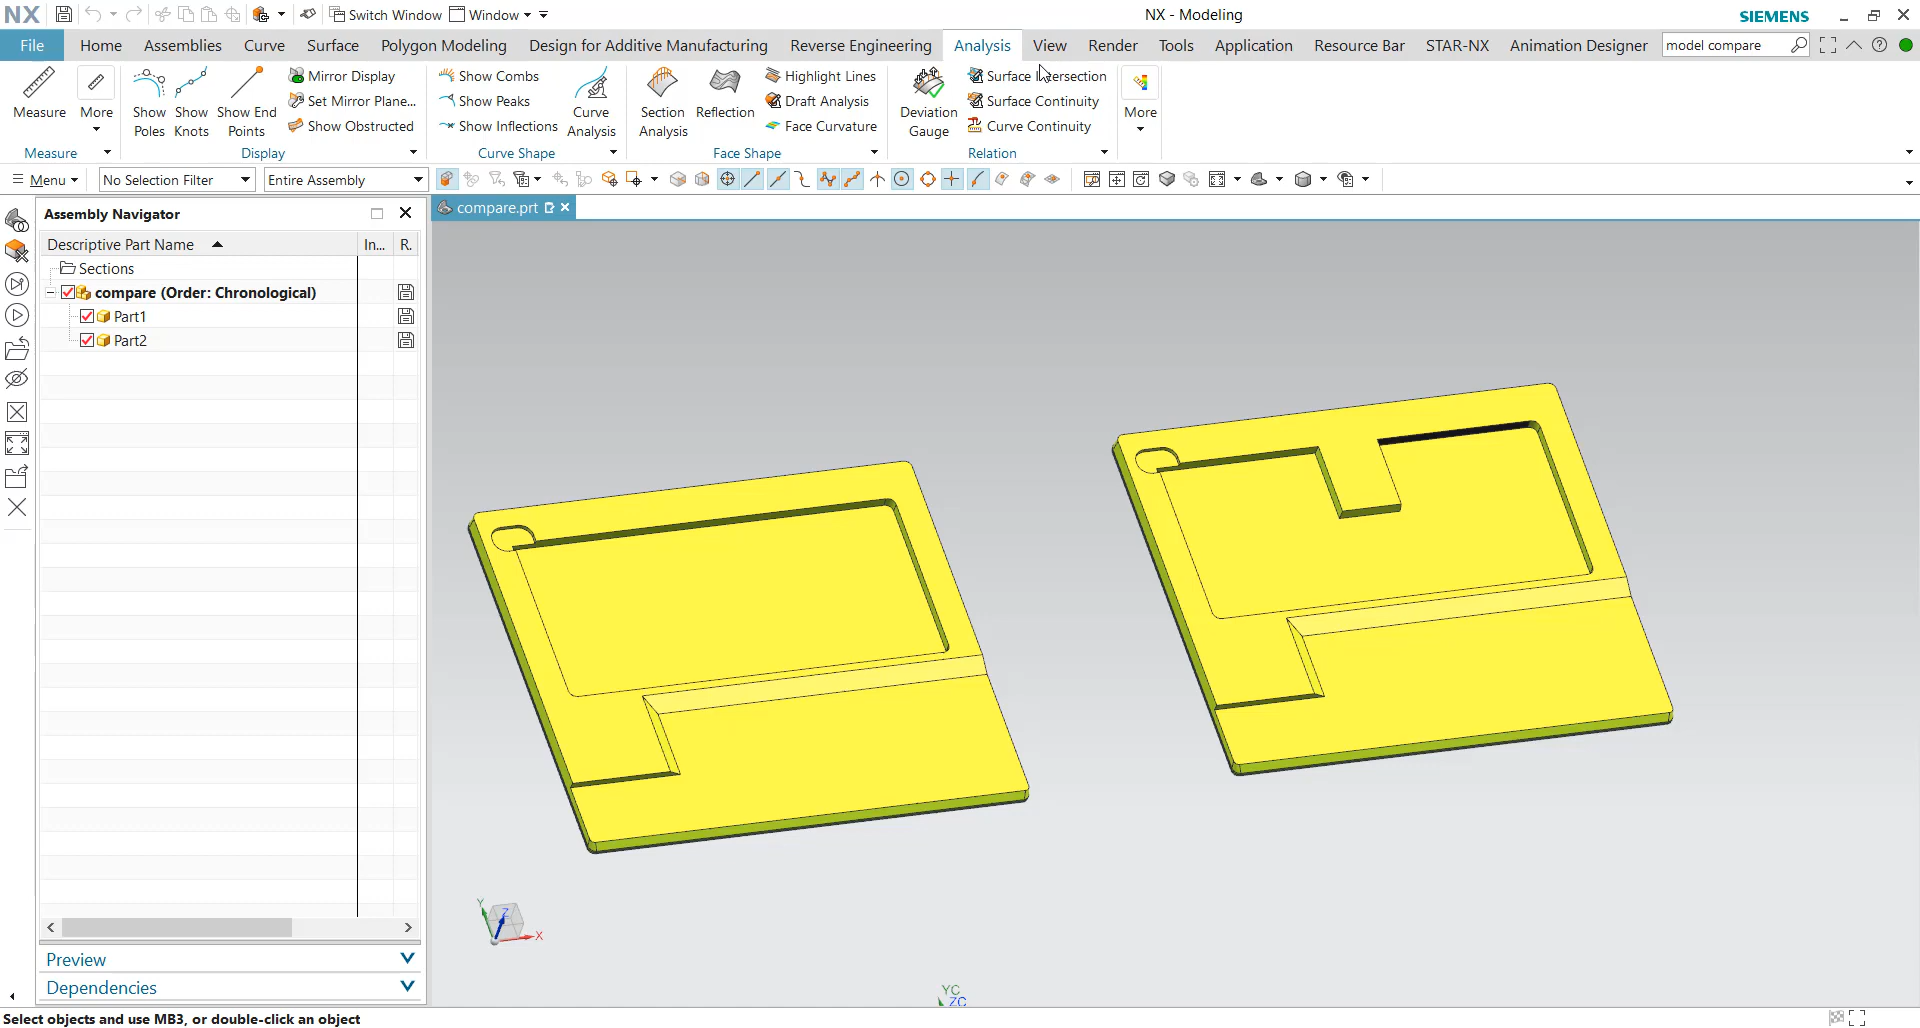 NX Switch Window Window NX - Modeling SIEMENS
File Home Assemblies Curve Surface Polygon Modeling Design for Additive Manufacturing Reverse Engineering Analysis View Render Tools Application Resource Bar STAR-NX Animation Designer model compare
Measure
More
Show Poles
Show Knots
Show End Points
Mirror Display
Set Mirror Plane...
Show Obstructed
Show Combs
Show Peaks
Show Inflections
Curve Analysis
Section Analysis
Reflection
Highlight Lines
Draft Analysis
Face Curvature
Deviation Gauge
Surface Intersection
Surface Continuity
Curve Continuity
More
Measure Display Curve Shape Face Shape Relation
Menu No Selection Filter Entire Assembly
Assembly Navigator
compare.prt
Descriptive Part Name In... R.
Sections
compare (Order: Chronological)
Part1
Part2
Y
Z
X
YC
ZC
Preview
Dependencies
Select objects and use MB3, or double-click an object